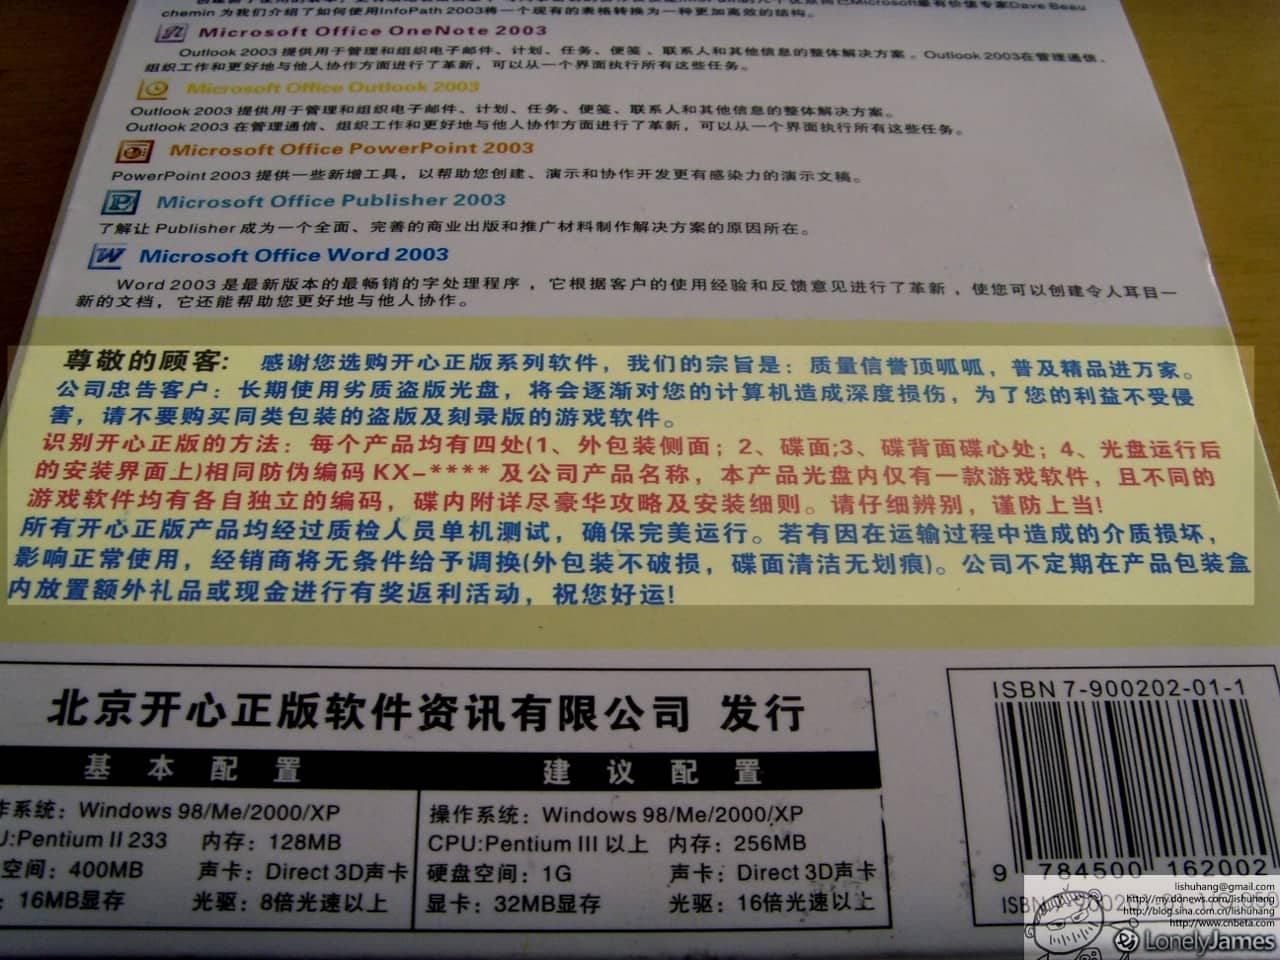 chemin 为我们介绍了如何使用InfoPath 2003将一个现有的表格转换为一种更加高效的结构。
Microsoft Office OneNote 2003
Outlook 2003 提供用于管理和组织电子邮件、计划、任务、便笺、联系人和其他信息的整体解决方案。Outlook 2003在管理通信、
组织工作和更好地与他人协作方面进行了革新，可以从一个界面执行所有这些任务。
Microsoft Office Outlook 2003
Outlook 2003 提供用于管理和组织电子邮件、计划、任务、便笺、联系人和其他信息的整体解决方案。
Outlook 2003 在管理通信、组织工作和更好地与他人协作方面进行了革新，可以从一个界面执行所有这些任务。
Microsoft Office PowerPoint 2003
PowerPoint 2003 提供一些新增工具，以帮助您创建、演示和协作开发更有感染力的演示文稿。
Microsoft Office Publisher 2003
了解让 Publisher 成为一个全面、完善的商业出版和推广材料制作解决方案的原因所在。
Microsoft Office Word 2003
Word 2003 是最新版本的最畅销的字处理程序，它根据客户的使用经验和反馈意见进行了革新，使您可以创建令人耳目一
新的文档，它还能帮助您更好地与他人协作。
尊敬的顾客: 感谢您选购开心正版系列软件，我们的宗旨是：质量信誉顶呱呱，普及精品进万家。
公司忠告客户：长期使用劣质盗版光盘，将会逐渐对您的计算机造成深度损伤，为了您的利益不受侵
害，请不要购买同类包装的盗版及刻录版的游戏软件。
识别开心正版的方法：每个产品均有四处(1、外包装侧面；2、碟面;3、碟背面碟心处；4、光盘运行后
的安装界面上)相同防伪编码 KX-**** 及公司产品名称，本产品光盘内仅有一款游戏软件，且不同的
游戏软件均有各自独立的编码，碟内附详尽豪华攻略及安装细则。请仔细辨别，谨防上当!
所有开心正版产品均经过质检人员单机测试，确保完美运行。若有因在运输过程中造成的介质损坏，
影响正常使用，经销商将无条件给予调换(外包装不破损，碟面清洁无划痕)。公司不定期在产品包装盒
内放置额外礼品或现金进行有奖返利活动，祝您好运!
北京开心正版软件资讯有限公司 发行
ISBN 7-900202-01-1
基本配置 建议配置
作系统: Windows 98/Me/2000/XP 操作系统: Windows 98/Me/2000/XP
U:Pentium II 233 内存: 128MB CPU:Pentium III 以上 内存: 256MB
空间: 400MB 声卡: Direct 3D声卡 硬盘空间: 1G 声卡: Direct 3D声卡
: 16MB显存 光驱: 8倍光速以上 显卡: 32MB显存 光驱: 16倍光速以上
9 784500 162002
lishuhang@gmail.com
http://my.donews.com/lishuhang
http://blog.sina.com.cn/lishuhang
http://www.cnbeta.com
LonelyJames